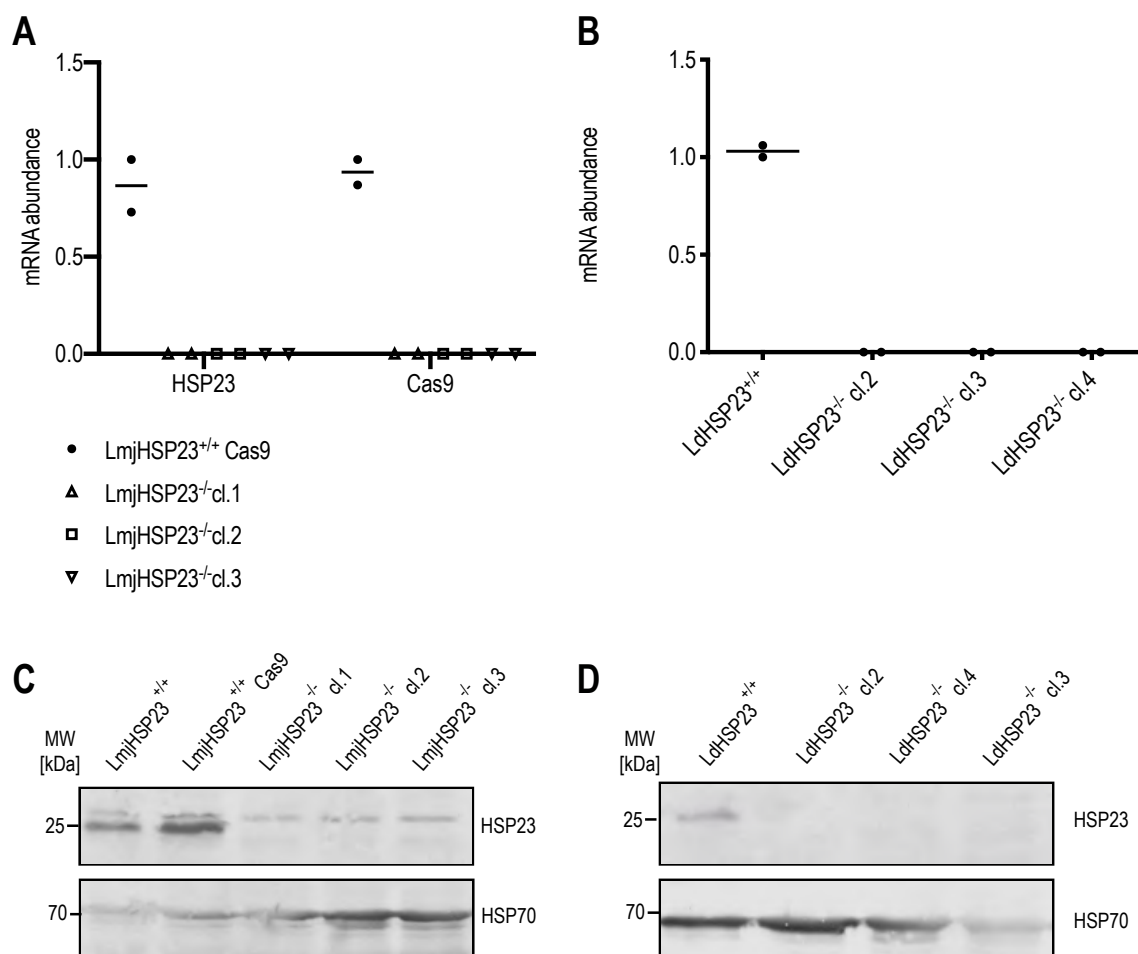 A
mRNA abundance
1.5
1.0
0.5
0.0
HSP23 Cas9
LmjHSP23+/+ Cas9
LmjHSP23-/-cl.1
LmjHSP23-/-cl.2
LmjHSP23-/-cl.3
B
mRNA abundance
1.5
1.0
0.5
0.0
LdHSP23+/+
LdHSP23-/- cl.2
LdHSP23-/- cl.3
LdHSP23-/- cl.4
C
MW
[kDa]
LmjHSP23+/+
LmjHSP23+/+ Cas9
LmjHSP23-/- cl.1
LmjHSP23-/- cl.2
LmjHSP23-/- cl.3
25
HSP23
70
HSP70
D
MW
[kDa]
LdHSP23+/+
LdHSP23-/- cl.2
LdHSP23-/- cl.4
LdHSP23-/- cl.3
25
HSP23
70
HSP70